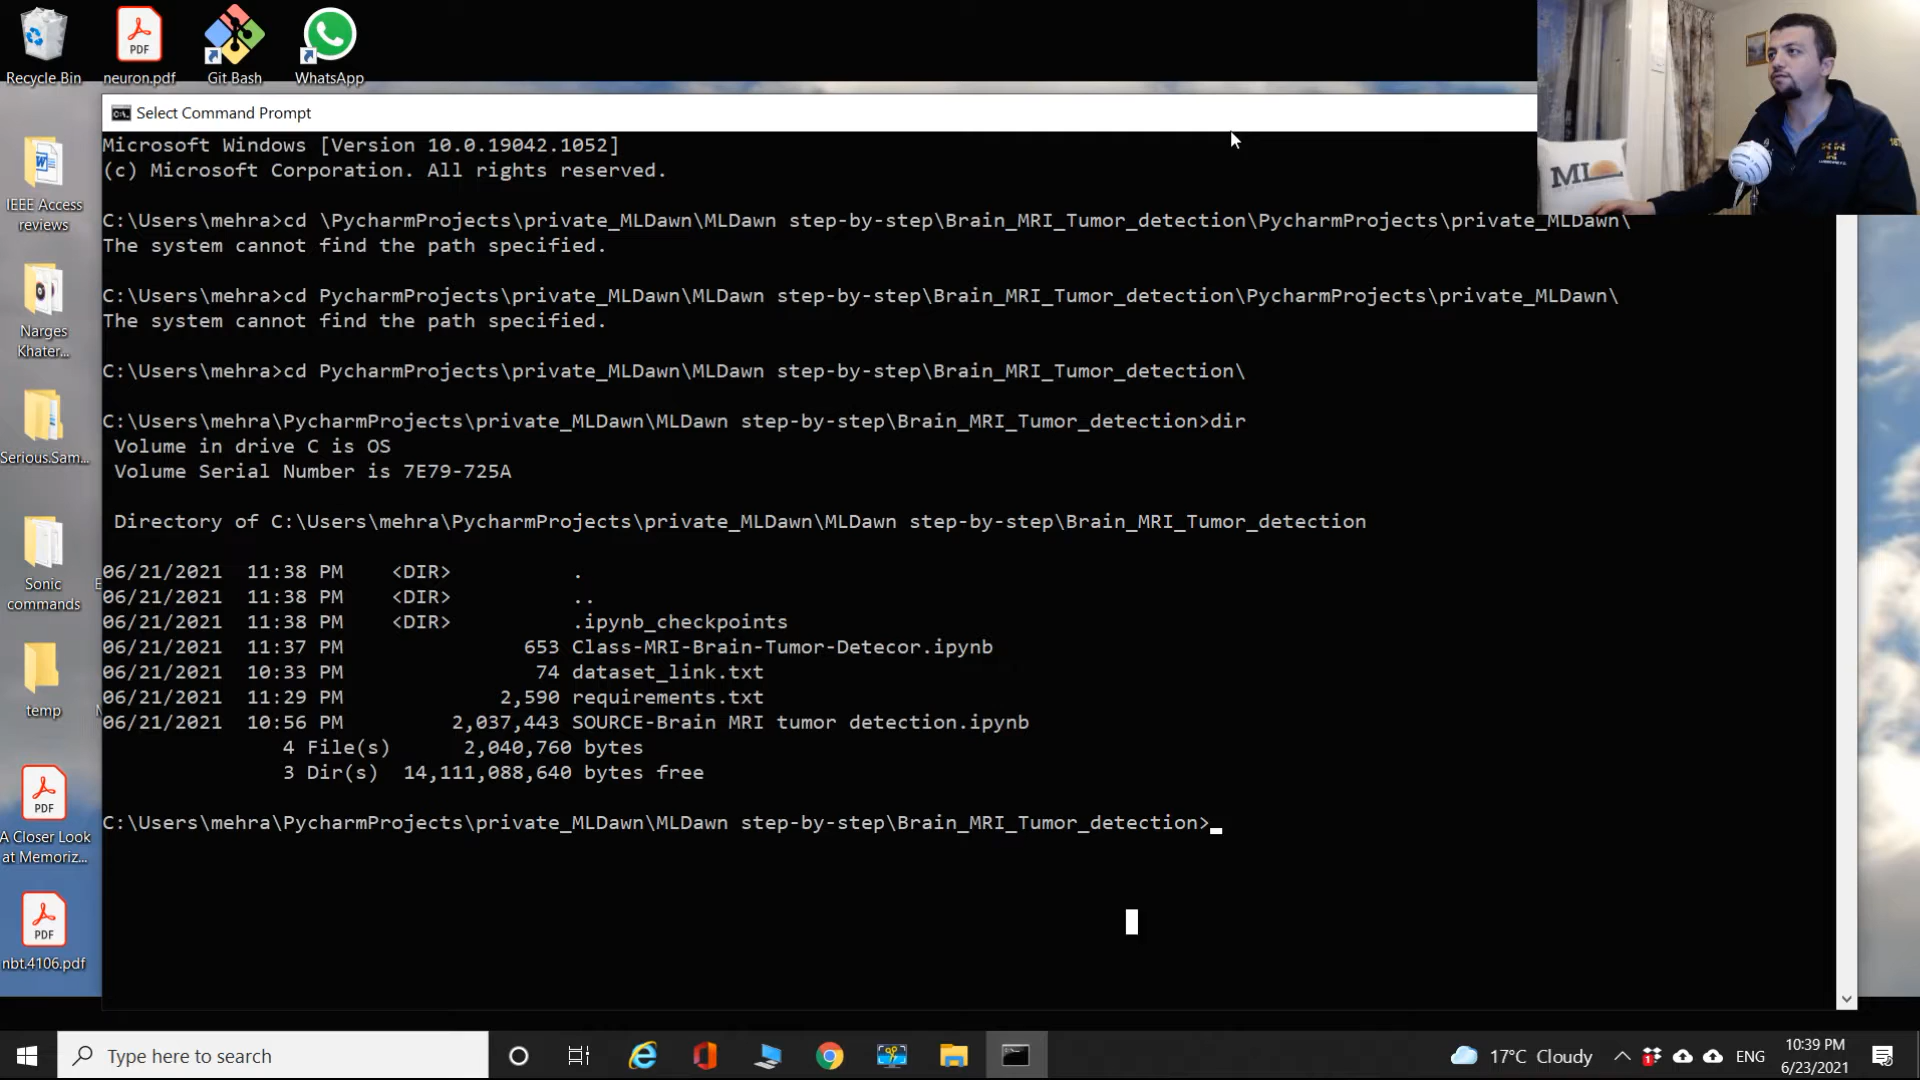 Recycle Bin
neuron.pdf
Git Bash
WhatsApp
IEEE Access
reviews
Narges
Khater...
Serious.Sam...
Sonic
commands
temp
A Closer Look
at Memoriz...
nbt.4106.pdf
PDF
PDF
PDF
Select Command Prompt
Microsoft Windows [Version 10.0.19042.1052]
(c) Microsoft Corporation. All rights reserved.
C:\Users\mehra>cd \PycharmProjects\private_MLDawn\MLDawn step-by-step\Brain_MRI_Tumor_detection\PycharmProjects\private_MLDawn\
The system cannot find the path specified.
C:\Users\mehra>cd PycharmProjects\private_MLDawn\MLDawn step-by-step\Brain_MRI_Tumor_detection\PycharmProjects\private_MLDawn\
The system cannot find the path specified.
C:\Users\mehra>cd PycharmProjects\private_MLDawn\MLDawn step-by-step\Brain_MRI_Tumor_detection\
C:\Users\mehra\PycharmProjects\private_MLDawn\MLDawn step-by-step\Brain_MRI_Tumor_detection>dir
Volume in drive C is OS
Volume Serial Number is 7E79-725A
Directory of C:\Users\mehra\PycharmProjects\private_MLDawn\MLDawn step-by-step\Brain_MRI_Tumor_detection
06/21/2021 11:38 PM <DIR> .
06/21/2021 11:38 PM <DIR> ..
06/21/2021 11:38 PM <DIR> .ipynb_checkpoints
06/21/2021 11:37 PM 653 Class-MRI-Brain-Tumor-Detecor.ipynb
06/21/2021 10:33 PM 74 dataset_link.txt
06/21/2021 11:29 PM 2,590 requirements.txt
06/21/2021 10:56 PM 2,037,443 SOURCE-Brain MRI tumor detection.ipynb
4 File(s) 2,040,760 bytes
3 Dir(s) 14,111,088,640 bytes free
C:\Users\mehra\PycharmProjects\private_MLDawn\MLDawn step-by-step\Brain_MRI_Tumor_detection>
ML
Type here to search
17°C Cloudy
ENG
10:39 PM
6/23/2021